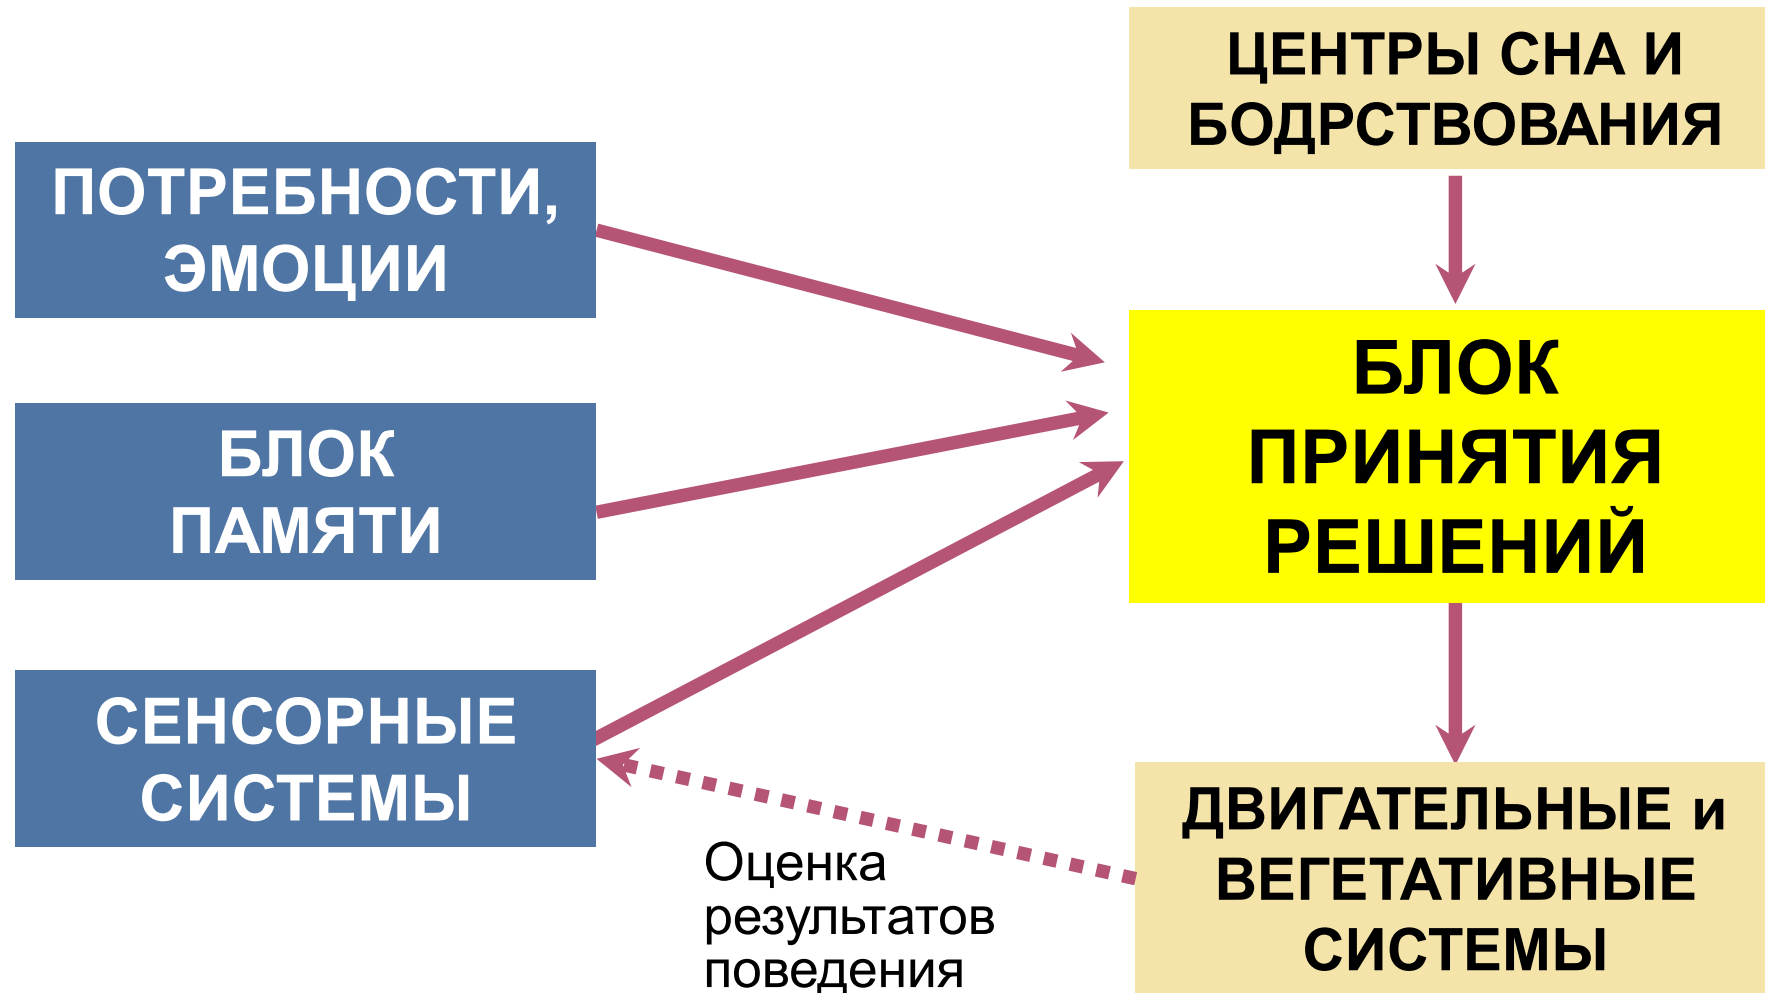 ПОТРЕБНОСТИ,
ЭМОЦИИ
БЛОК
ПАМЯТИ
СЕНСОРНЫЕ
СИСТЕМЫ
ЦЕНТРЫ СНА И
БОДРСТВОВАНИЯ
БЛОК
ПРИНЯТИЯ
РЕШЕНИЙ
ДВИГАТЕЛЬНЫЕ и
ВЕГЕТАТИВНЫЕ
СИСТЕМЫ
Оценка
результатов
поведения